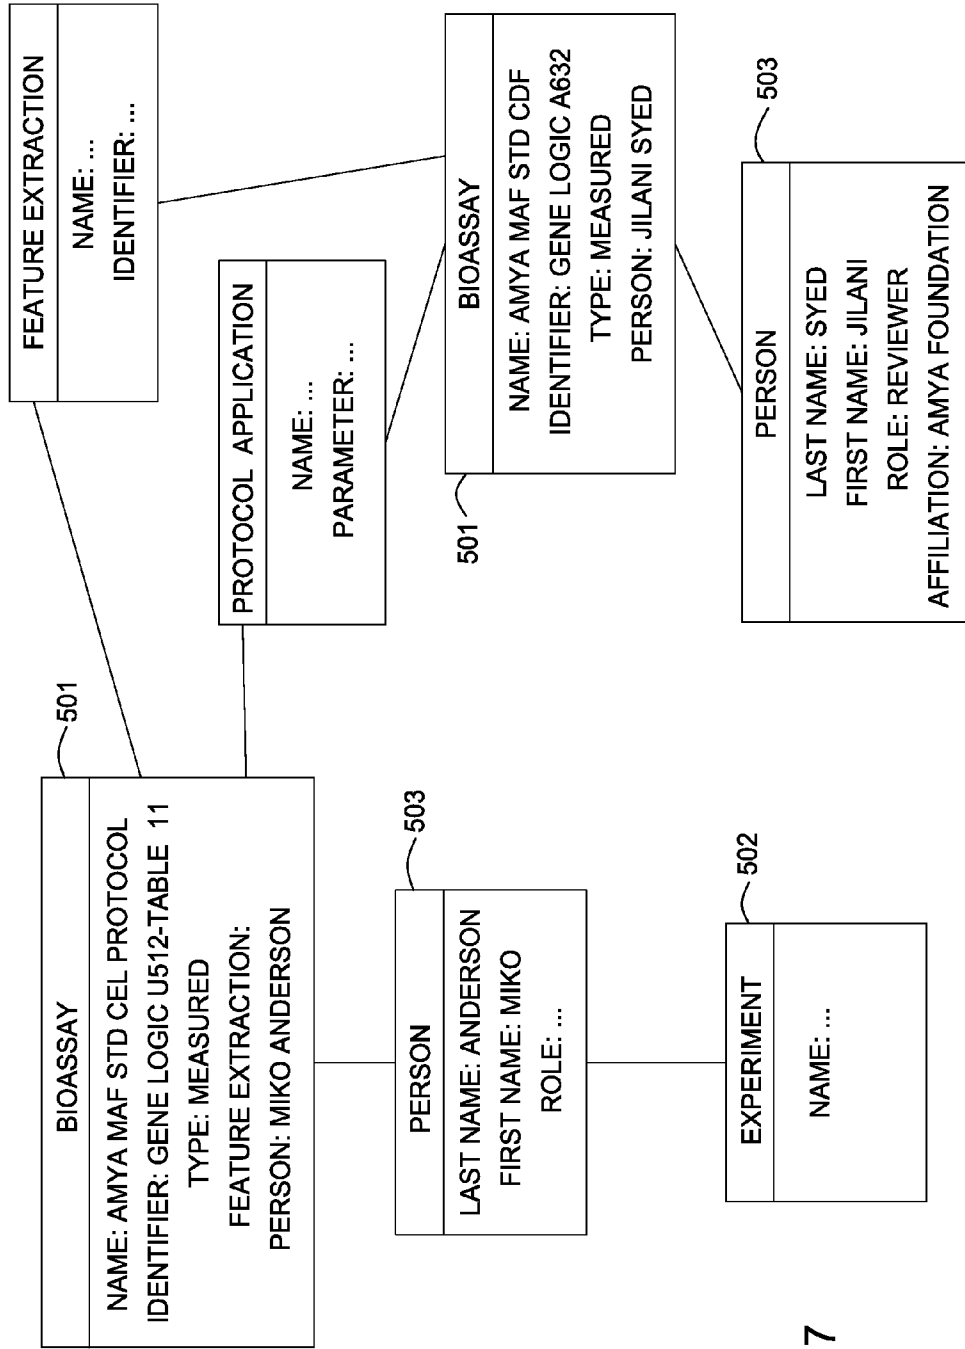 BIOASSAY
NAME: AMYA MAF STD CEL PROTOCOL
IDENTIFIER: GENE LOGIC U512-TABLE 11
TYPE: MEASURED
FEATURE EXTRACTION:
PERSON: MIKO ANDERSON
501
FEATURE EXTRACTION
NAME: ...
IDENTIFIER: ...
PROTOCOL APPLICATION
NAME: ...
PARAMETER: ...
PERSON
LAST NAME: ANDERSON
FIRST NAME: MIKO
ROLE: ...
503
BIOASSAY
NAME: AMYA MAF STD CDF
IDENTIFIER: GENE LOGIC A632
TYPE: MEASURED
PERSON: JILANI SYED
501
EXPERIMENT
NAME: ...
502
PERSON
LAST NAME: SYED
FIRST NAME: JILANI
ROLE: REVIEWER
AFFILIATION: AMYA FOUNDATION
503
7